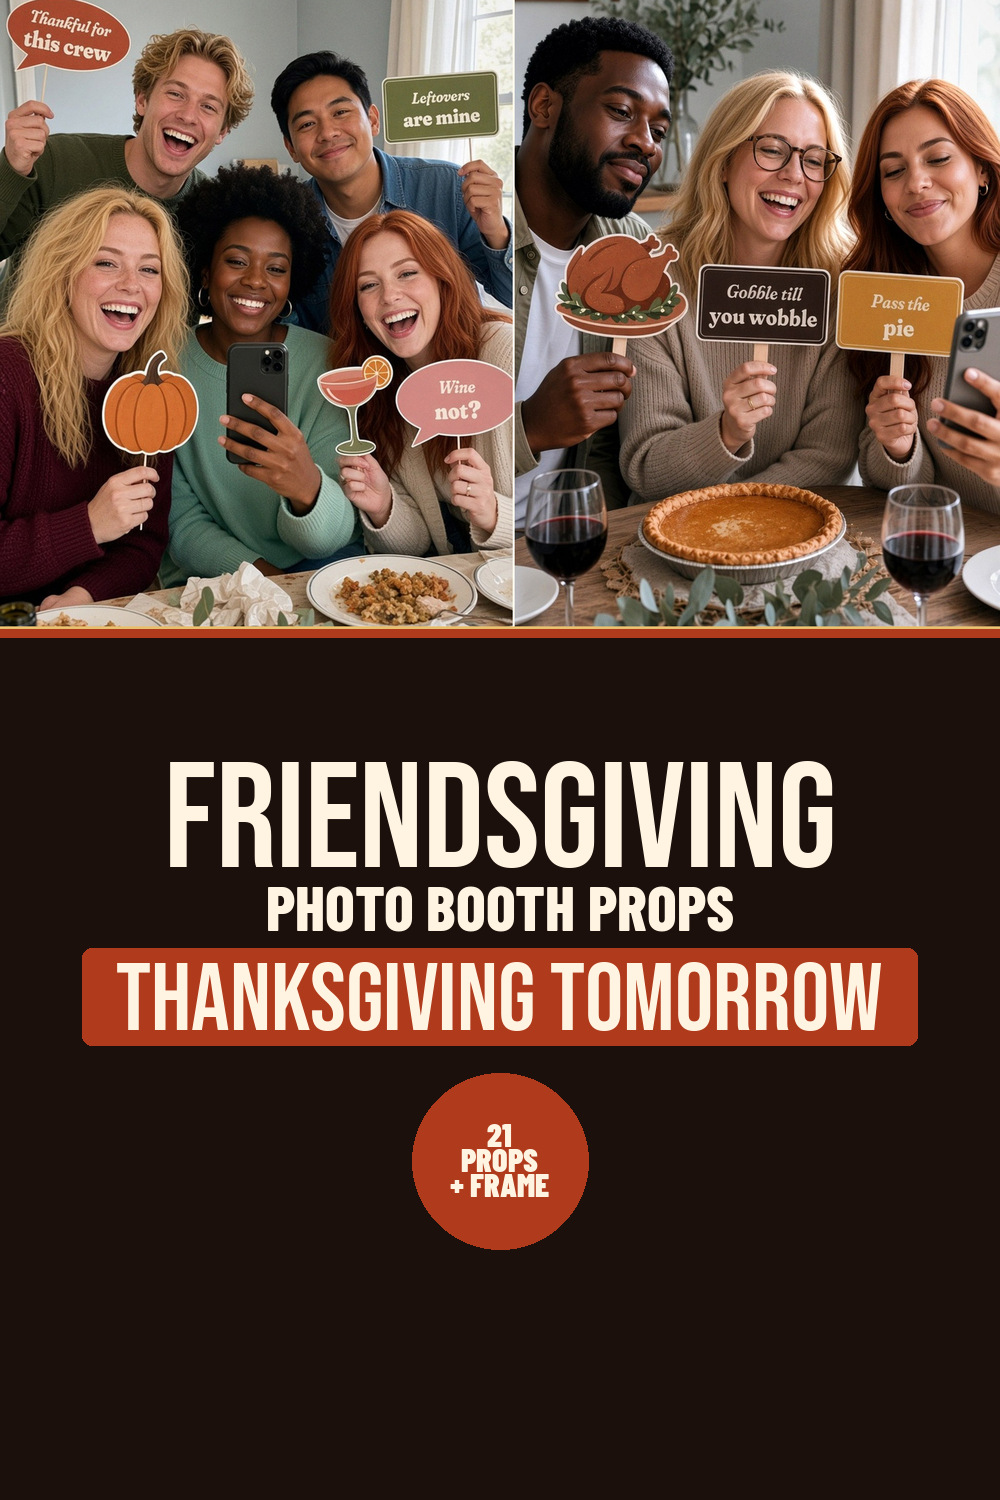 Thankful for
this crew
Leftovers
are mine
Wine
not?
Gobble till
you wobble
Pass the
pie
FRIENDSGIVING
PHOTO BOOTH PROPS
THANKSGIVING TOMORROW
21
PROPS
+ FRAME